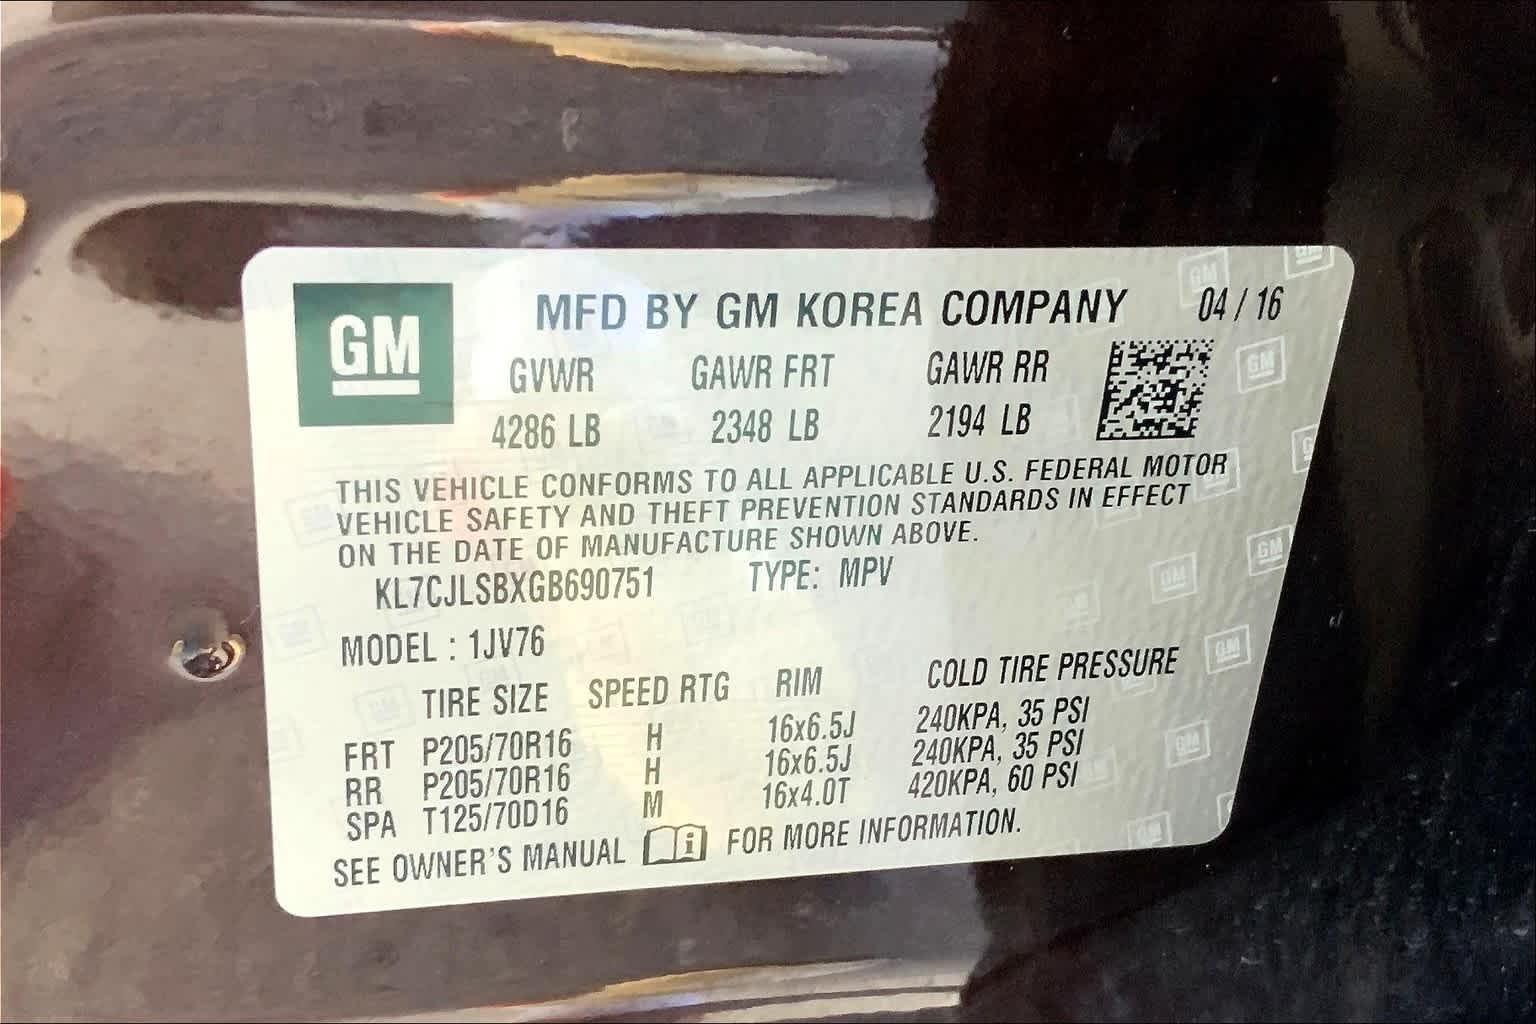 GM
MFD BY GM KOREA COMPANY 04 / 16
GVWR GAWR FRT GAWR RR
4286 LB 2348 LB 2194 LB
THIS VEHICLE CONFORMS TO ALL APPLICABLE U.S. FEDERAL MOTOR
VEHICLE SAFETY AND THEFT PREVENTION STANDARDS IN EFFECT
ON THE DATE OF MANUFACTURE SHOWN ABOVE.
KL7CJLSBXGB690751 TYPE: MPV
MODEL : 1JV76
TIRE SIZE SPEED RTG RIM COLD TIRE PRESSURE
FRT P205/70R16 H 16x6.5J 240KPA, 35 PSI
RR P205/70R16 H 16x6.5J 240KPA, 35 PSI
SPA T125/70D16 M 16x4.0T 420KPA, 60 PSI
SEE OWNER'S MANUAL FOR MORE INFORMATION.